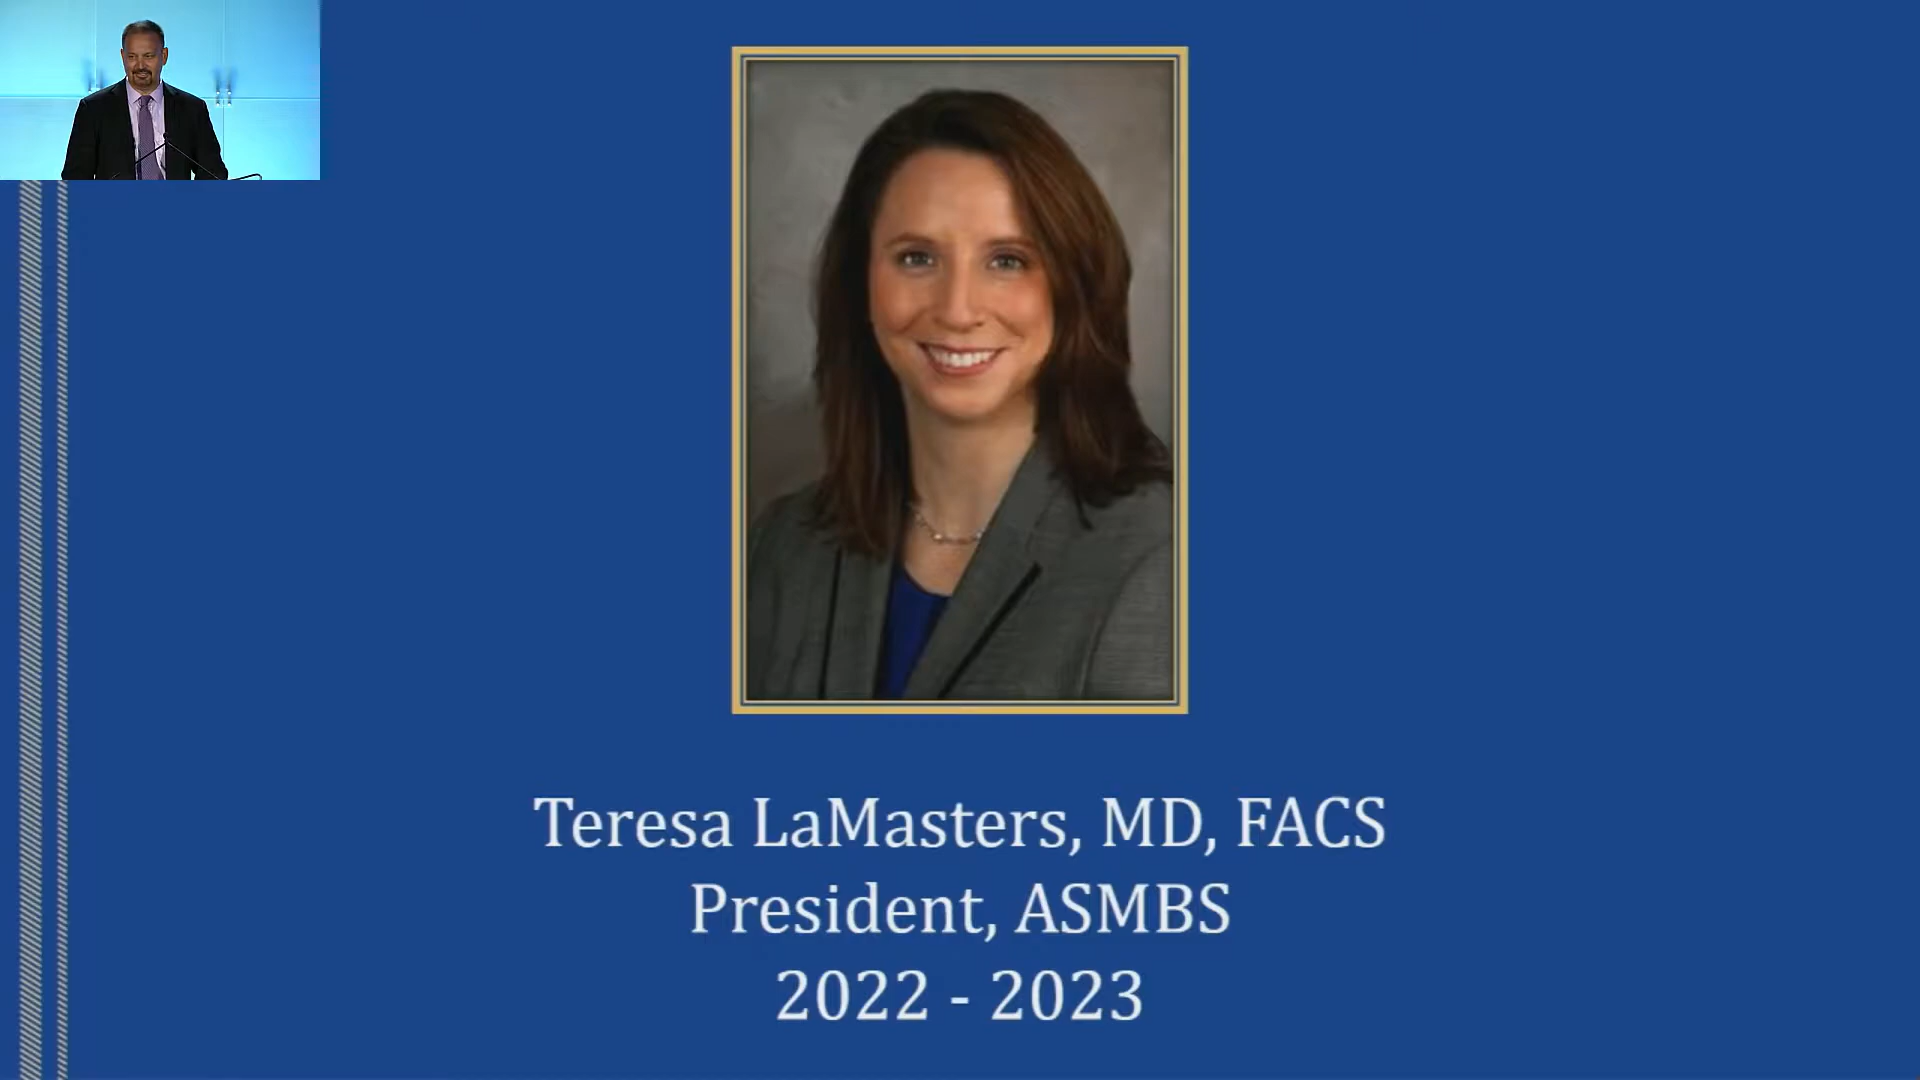 Teresa LaMasters, MD, FACS
President, ASMBS
2022 - 2023